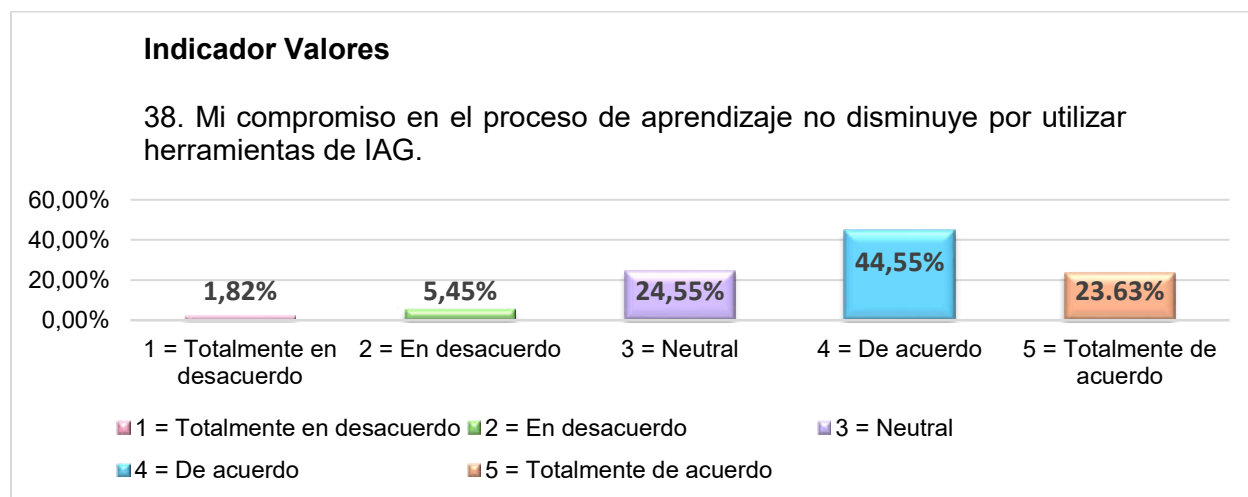 Indicador Valores
38. Mi compromiso en el proceso de aprendizaje no disminuye por utilizar
herramientas de IAG.
60,00%
40,00%
20,00%
0,00%
1,82%
5,45%
24,55%
44,55%
23.63%
1 = Totalmente en
desacuerdo
2 = En desacuerdo
3 = Neutral
4 = De acuerdo
5 = Totalmente de
acuerdo
1 = Totalmente en desacuerdo
2 = En desacuerdo
3 = Neutral
4 = De acuerdo
5 = Totalmente de acuerdo